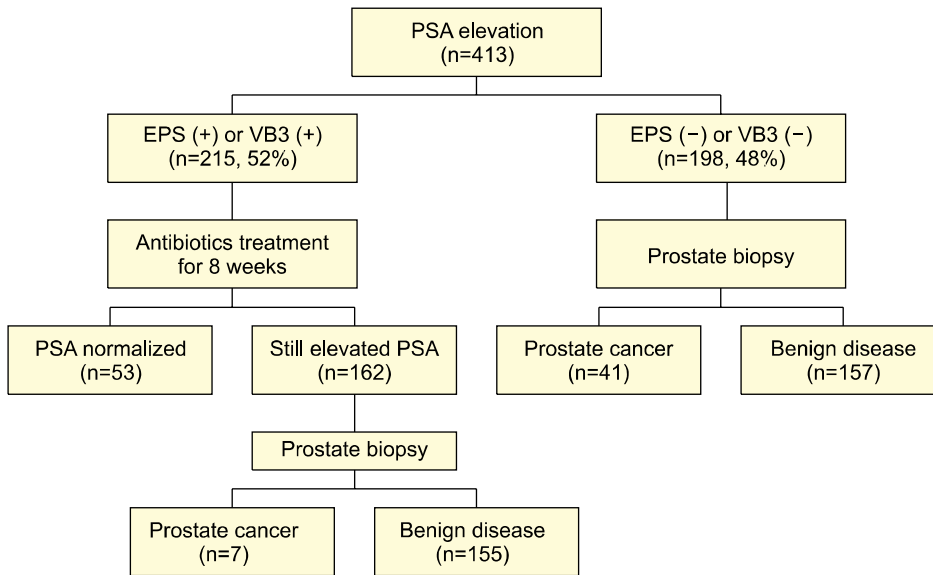 PSA elevation
(n=413)
EPS (+) or VB3 (+)
(n=215, 52%)
EPS (−) or VB3 (−)
(n=198, 48%)
Antibiotics treatment
for 8 weeks
Prostate biopsy
PSA normalized
(n=53)
Still elevated PSA
(n=162)
Prostate cancer
(n=41)
Benign disease
(n=157)
Prostate biopsy
Prostate cancer
(n=7)
Benign disease
(n=155)